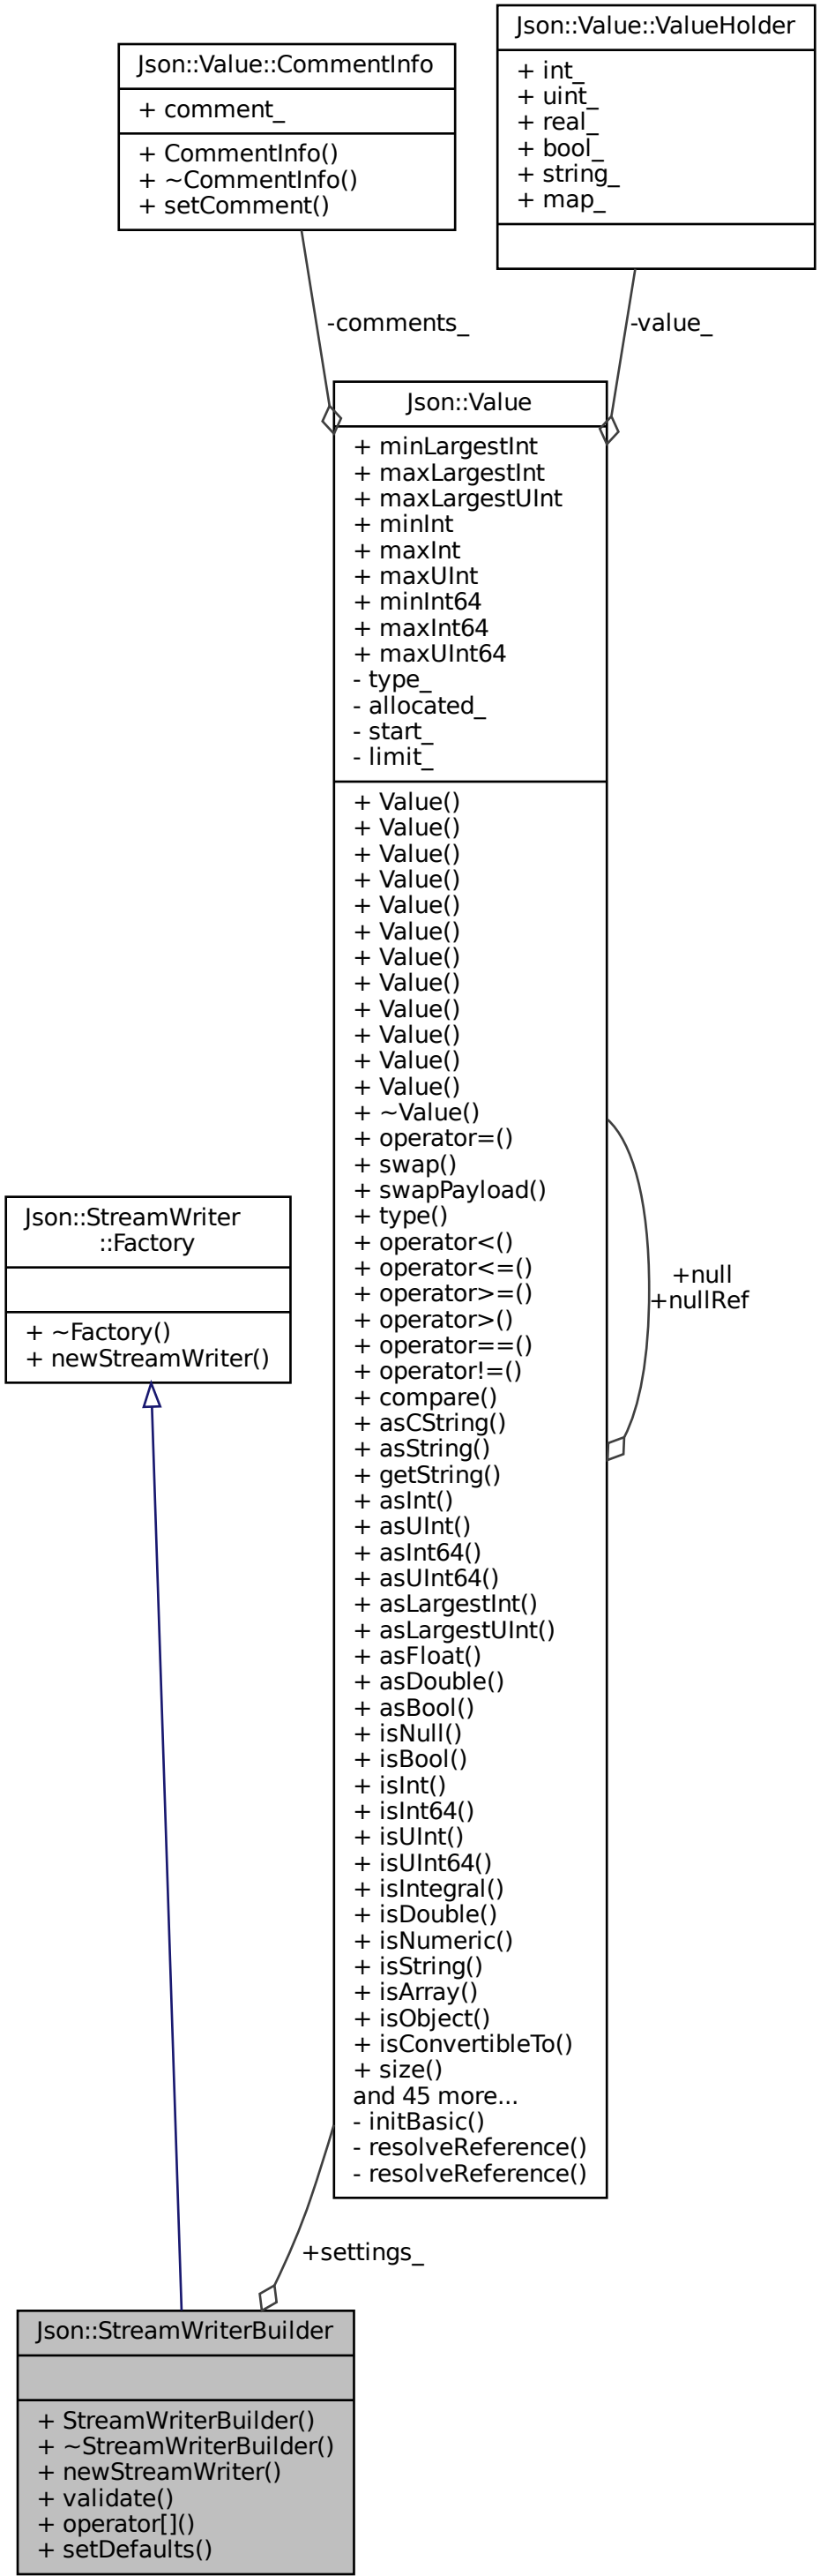 Json::Value::ValueHolder
+ int_
+ uint_
+ real_
+ bool_
+ string_
+ map_
Json::Value::CommentInfo
+ comment_
+ CommentInfo()
+ ~CommentInfo()
+ setComment()
-comments_
-value_
Json::Value
+ minLargestInt
+ maxLargestInt
+ maxLargestUInt
+ minInt
+ maxInt
+ maxUInt
+ minInt64
+ maxInt64
+ maxUInt64
- type_
- allocated_
- start_
- limit_
+ Value()
+ Value()
+ Value()
+ Value()
+ Value()
+ Value()
+ Value()
+ Value()
+ Value()
+ Value()
+ Value()
+ Value()
+ ~Value()
+ operator=()
+ swap()
+ swapPayload()
+ type()
+ operator<()
+ operator<=()
+ operator>=()
+ operator>()
+ operator==()
+ operator!=()
+ compare()
+ asCString()
+ asString()
+ getString()
+ asInt()
+ asUInt()
+ asInt64()
+ asUInt64()
+ asLargestInt()
+ asLargestUInt()
+ asFloat()
+ asDouble()
+ asBool()
+ isNull()
+ isBool()
+ isInt()
+ isInt64()
+ isUInt()
+ isUInt64()
+ isIntegral()
+ isDouble()
+ isNumeric()
+ isString()
+ isArray()
+ isObject()
+ isConvertibleTo()
+ size()
and 45 more...
- initBasic()
- resolveReference()
- resolveReference()
+null
+nullRef
Json::StreamWriter
::Factory
+ ~Factory()
+ newStreamWriter()
+settings_
Json::StreamWriterBuilder
+ StreamWriterBuilder()
+ ~StreamWriterBuilder()
+ newStreamWriter()
+ validate()
+ operator[]()
+ setDefaults()